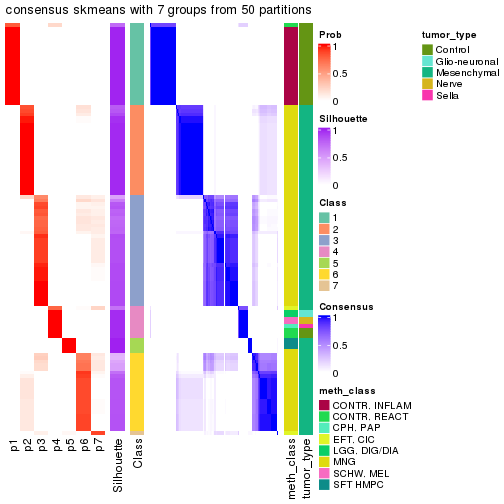 consensus skmeans with 7 groups from 50 partitions
Prob
1
0.5
0
Silhouette
1
0.5
0
Class
1
2
3
4
5
6
7
Consensus
1
0.5
0
meth_class
CONTR. INFLAM
CONTR. REACT
CPH. PAP
EFT. CIC
LGG. DIG/DIA
MNG
SCHW. MEL
SFT HMPC
tumor_type
Control
Glio-neuronal
Mesenchymal
Nerve
Sella
p1
p2
p3
p4
p5
p6
p7
Silhouette
Class
meth_class
tumor_type